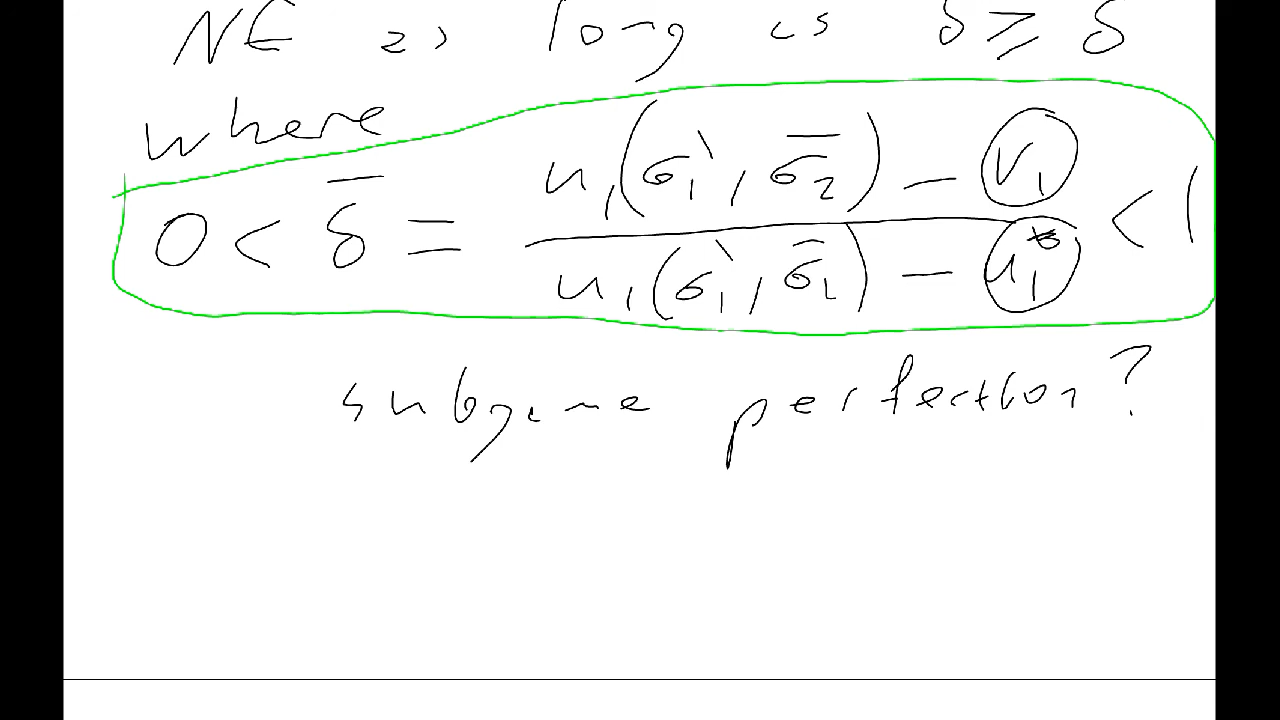 NE as long as δ ≥ δ
where
0 < δ̅ = (u₁(σ₁', σ̅₂) − v₁) / (u₁(σ₁', σ̅₂) − u₁*) < 1
subgame perfection?